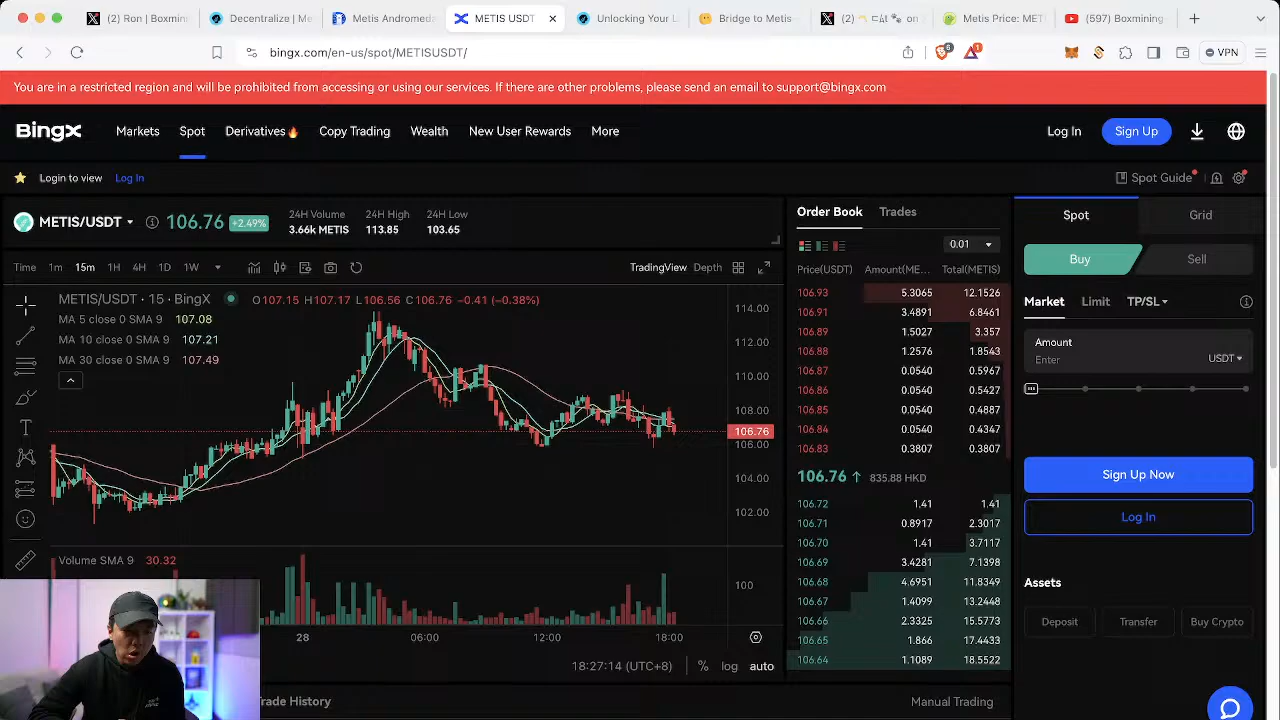 (2) Ron | Boxmin
Decentralize | Me
Metis Andromeda
METIS USDT
Unlocking Your L
Bridge to Metis
on
Metis Price: MET
(597) Boxmining
bingx.com/en-us/spot/METISUSDT/
6
1
VPN
You are in a restricted region and will be prohibited from accessing or using our services. If there are other problems, please send an email to support@bingx.com
BingX
Markets
Spot
Derivatives
Copy Trading
Wealth
New User Rewards
More
Log In
Sign Up
Login to view
Log In
Spot Guide
METIS/USDT
106.76
+2.49%
24H Volume
3.66k METIS
24H High
113.85
24H Low
103.65
Time
1m
15m
1H
4H
1D
1W
TradingView
Depth
METIS/USDT · 15 · BingX
O107.15 H107.17 L106.56 C106.76 −0.41 (−0.38%)
MA 5 close 0 SMA 9 107.08
MA 10 close 0 SMA 9 107.21
MA 30 close 0 SMA 9 107.49
114.00
112.00
110.00
108.00
106.76
106.00
104.00
102.00
Volume SMA 9 30.32
100
28
06:00
12:00
18:00
18:27:14 (UTC+8)
%
log
auto
Trade History
Manual Trading
Order Book
Trades
0.01
Price(USDT) Amount(ME... Total(METIS)
106.93 5.3065 12.1526
106.91 3.4891 6.8461
106.89 1.5027 3.357
106.88 1.2576 1.8543
106.87 0.0540 0.5967
106.86 0.0540 0.5427
106.85 0.0540 0.4887
106.84 0.0540 0.4347
106.83 0.3807 0.3807
106.76 ↑ 835.88 HKD
106.72 1.41 1.41
106.71 0.8917 2.3017
106.70 1.41 3.7117
106.69 3.4281 7.1398
106.68 4.6951 11.8349
106.67 1.4099 13.2448
106.66 2.3325 15.5773
106.65 1.866 17.4433
106.64 1.1089 18.5522
Spot
Grid
Buy
Sell
Market
Limit
TP/SL
Amount
Enter
USDT
Sign Up Now
Log In
Assets
Deposit
Transfer
Buy Crypto